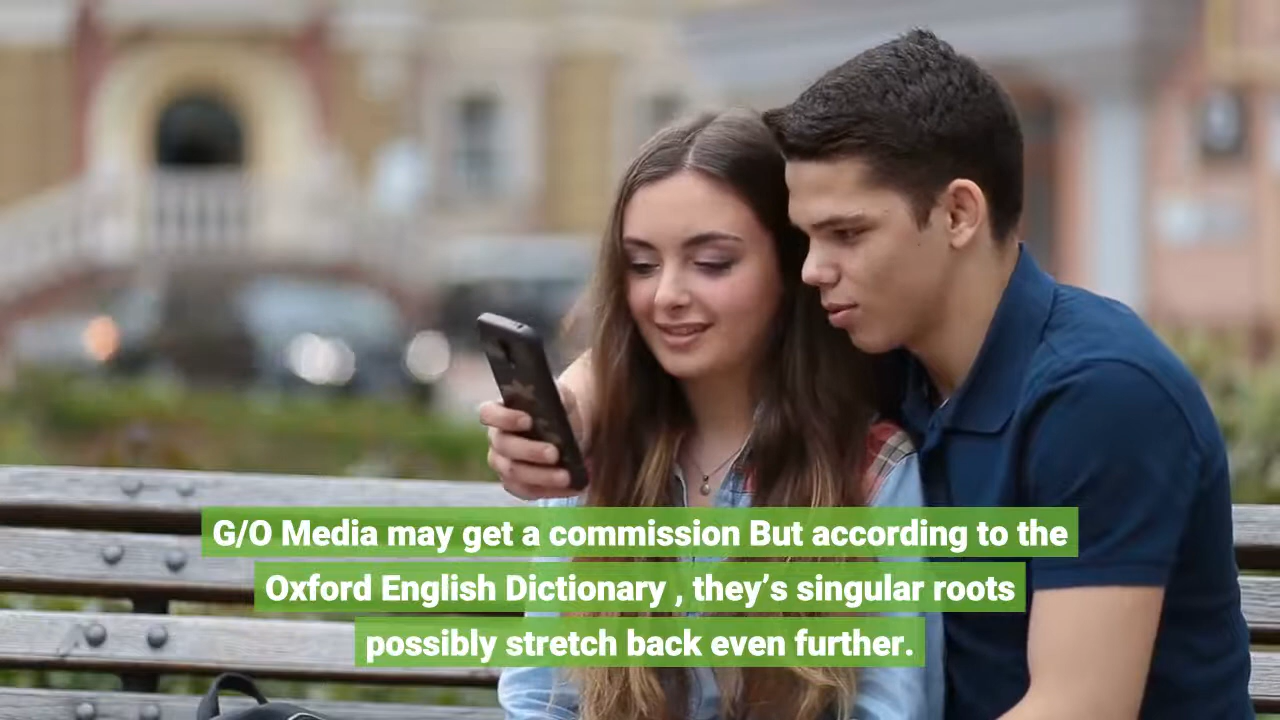 G/O Media may get a commission But according to the
Oxford English Dictionary , they’s singular roots
possibly stretch back even further.